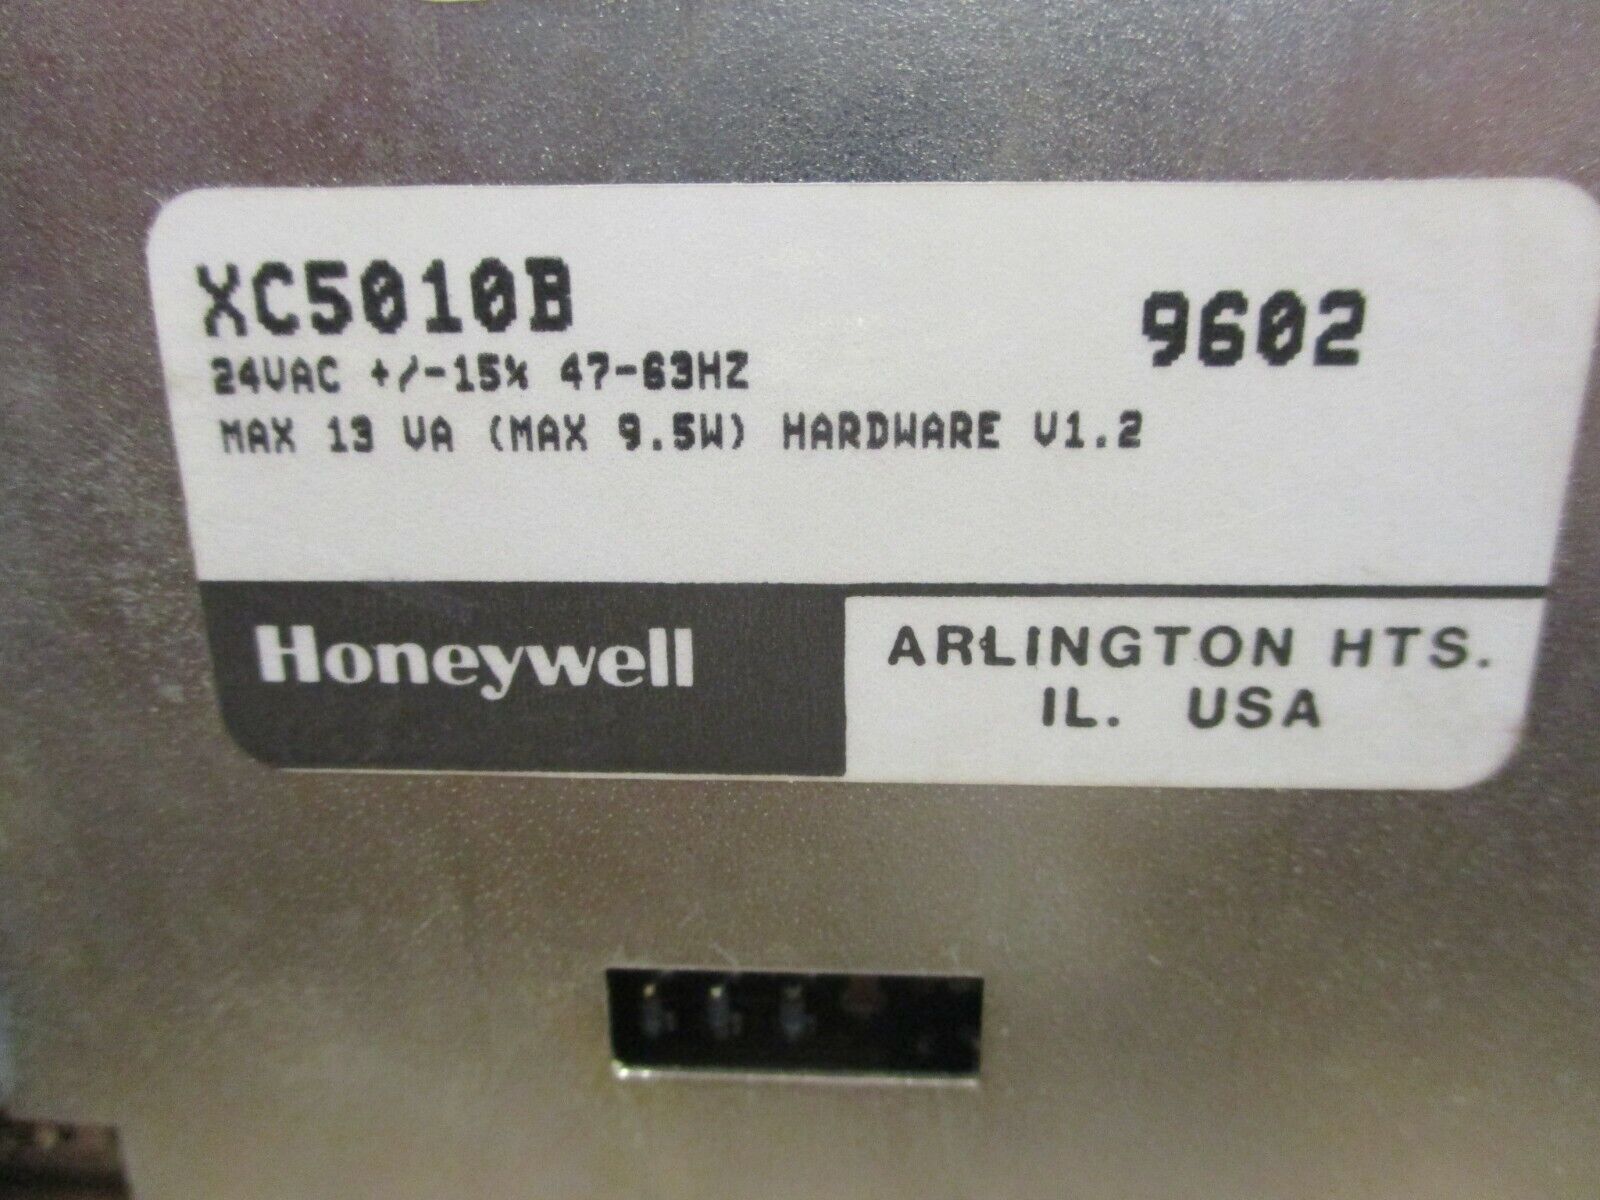 XC5010B
9602
24VAC +/-15% 47-63HZ
MAX 13 VA (MAX 9.5W) HARDWARE V1.2
Honeywell
ARLINGTON HTS.
IL. USA